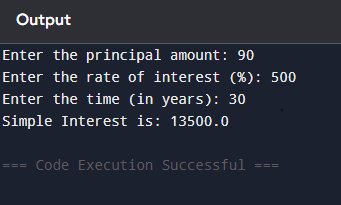 Output
Enter the principal amount: 90
Enter the rate of interest (%): 500
Enter the time (in years): 30
Simple Interest is: 13500.0
=== Code Execution Successful ===